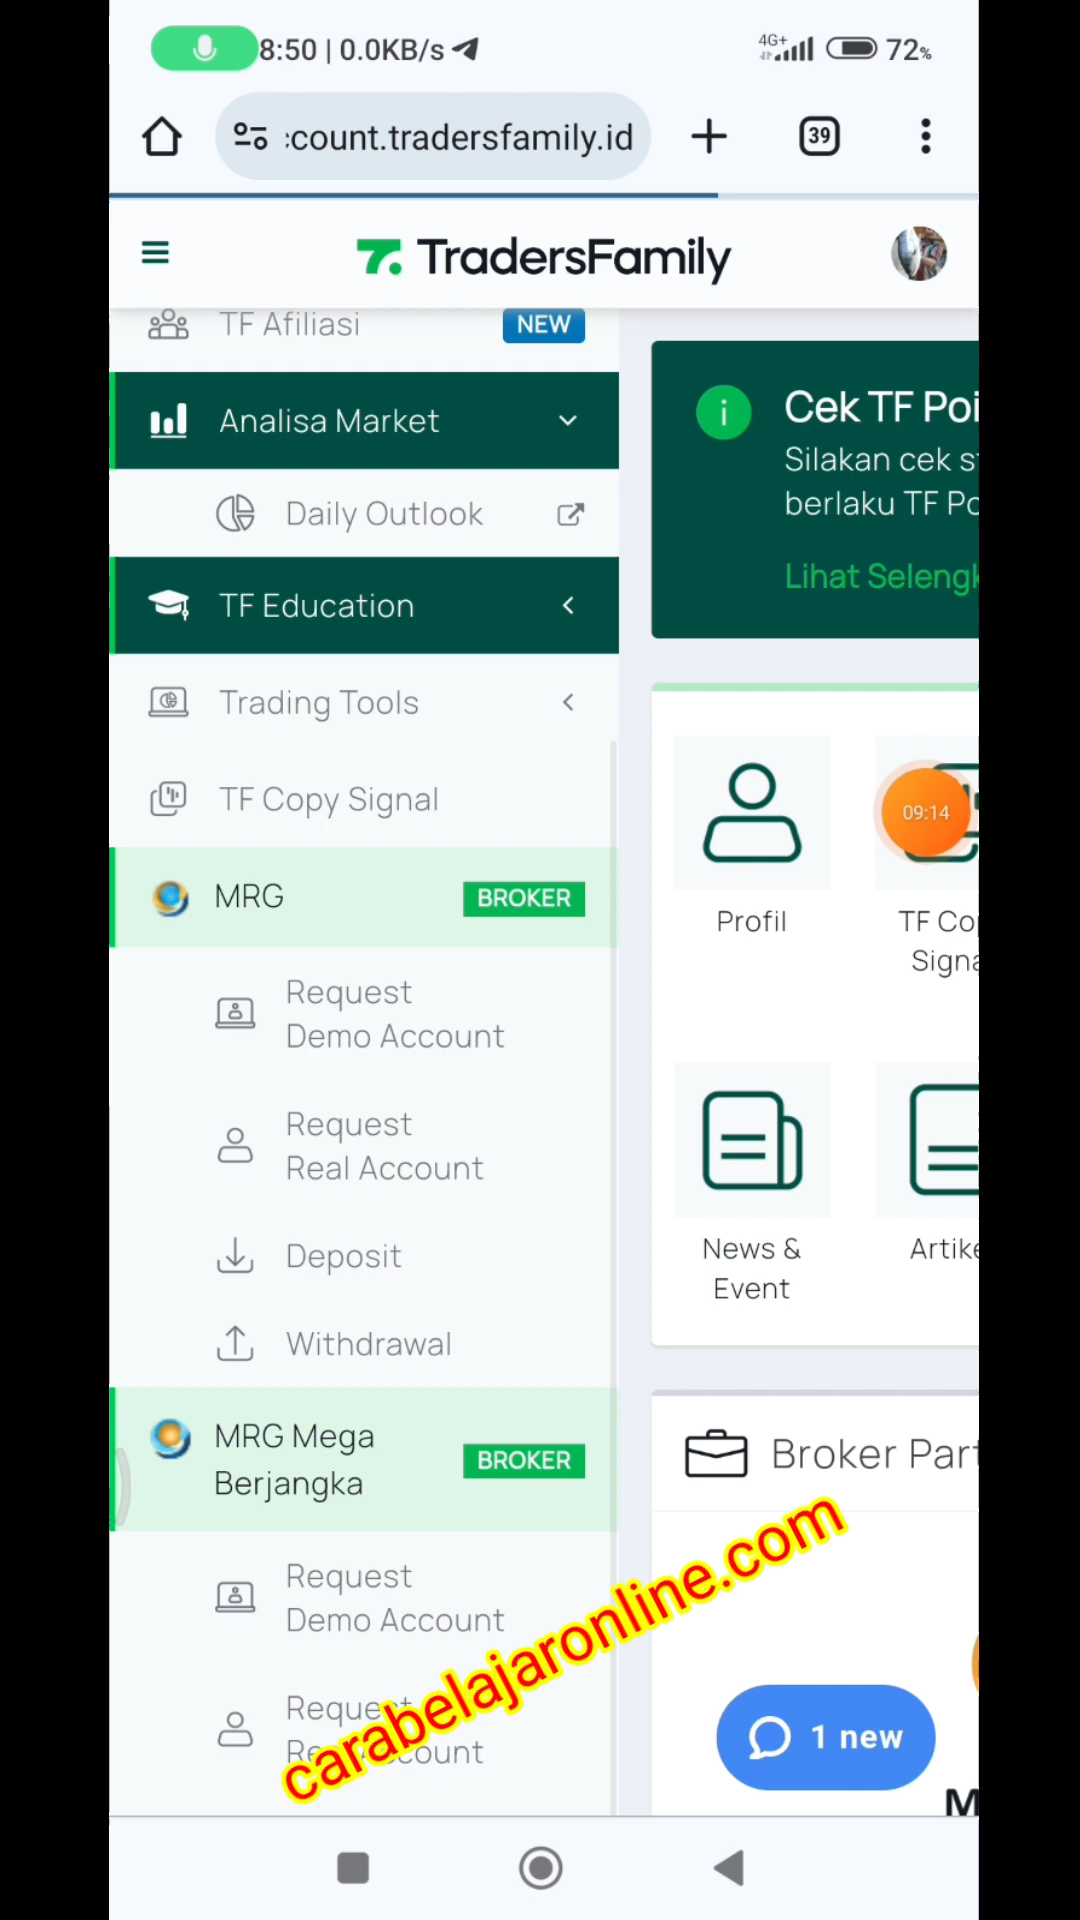 8:50 | 0.0KB/s
4G+
72%
:count.tradersfamily.id
39
TradersFamily
TF Afiliasi
NEW
Analisa Market
Daily Outlook
TF Education
Trading Tools
TF Copy Signal
MRG
BROKER
Request
Demo Account
Request
Real Account
Deposit
Withdrawal
MRG Mega
Berjangka
BROKER
Request
Demo Account
Request
Real Account
Cek TF Poi
Silakan cek s
berlaku TF Po
Lihat Selengk
Profil
09:14
TF Co
Signa
News &
Event
Artike
Broker Part
carabelajaronline.com
1 new
M